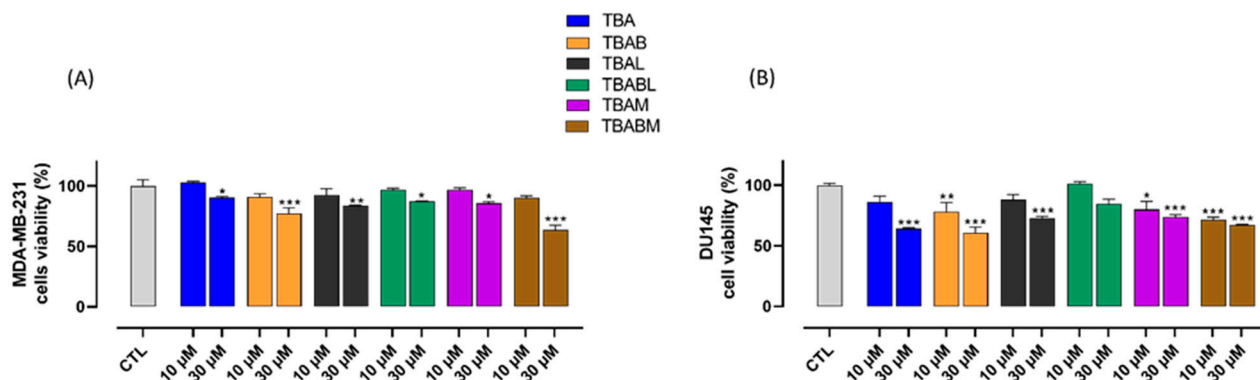 TBA
TBAB
TBAL
TBABL
TBAM
TBABM
(A)
MDA-MB-231
cells viability (%)
100
50
0
*
***
**
*
*
***
CTL
10 µM
30 µM
10 µM
30 µM
10 µM
30 µM
10 µM
30 µM
10 µM
30 µM
10 µM
30 µM
(B)
DU145
cell viability (%)
100
50
0
***
**
***
***
*
***
***
***
CTL
10 µM
30 µM
10 µM
30 µM
10 µM
30 µM
10 µM
30 µM
10 µM
30 µM
10 µM
30 µM